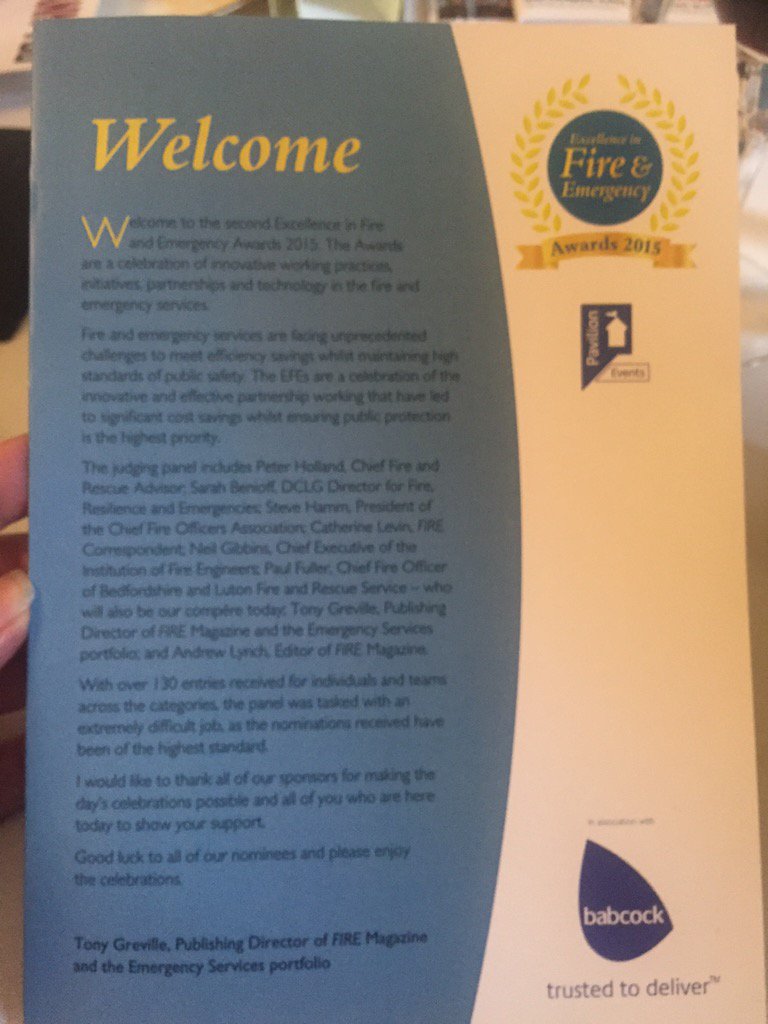 Welcome
Welcome to the second Excellence in Fire
and Emergency Awards 2015. The Awards
are a celebration of innovative working practices,
initiatives, partnerships and technology in the fire and
emergency services.
Fire and emergency services are facing unprecedented
challenges to meet efficiency savings whilst maintaining high
standards of public safety. The EFEs are a celebration of the
innovative and effective partnership working that have led
to significant cost savings whilst ensuring public protection
is the highest priority.
The judging panel includes Peter Holland, Chief Fire and
Rescue Advisor; Sarah Benioff, DCLG Director for Fire,
Resilience and Emergencies; Steve Hamm, President of
the Chief Fire Officers Association; Catherine Levin, FIRE
Correspondent; Neil Gibbins, Chief Executive of the
Institution of Fire Engineers; Paul Fuller, Chief Fire Officer
of Bedfordshire and Luton Fire and Rescue Service – who
will also be our compère today; Tony Greville, Publishing
Director of FIRE Magazine and the Emergency Services
portfolio; and Andrew Lynch, Editor of FIRE Magazine.
With over 130 entries received for individuals and teams
across the categories, the panel was tasked with an
extremely difficult job, as the nominations received have
been of the highest standard.
I would like to thank all of our sponsors for making the
day's celebrations possible and all of you who are here
today to show your support.
Good luck to all of our nominees and please enjoy
the celebrations.
Tony Greville, Publishing Director of FIRE Magazine
and the Emergency Services portfolio
Excellence in
Fire &
Emergency
Awards 2015
Pavilion
Events
In association with
babcock
trusted to deliver™